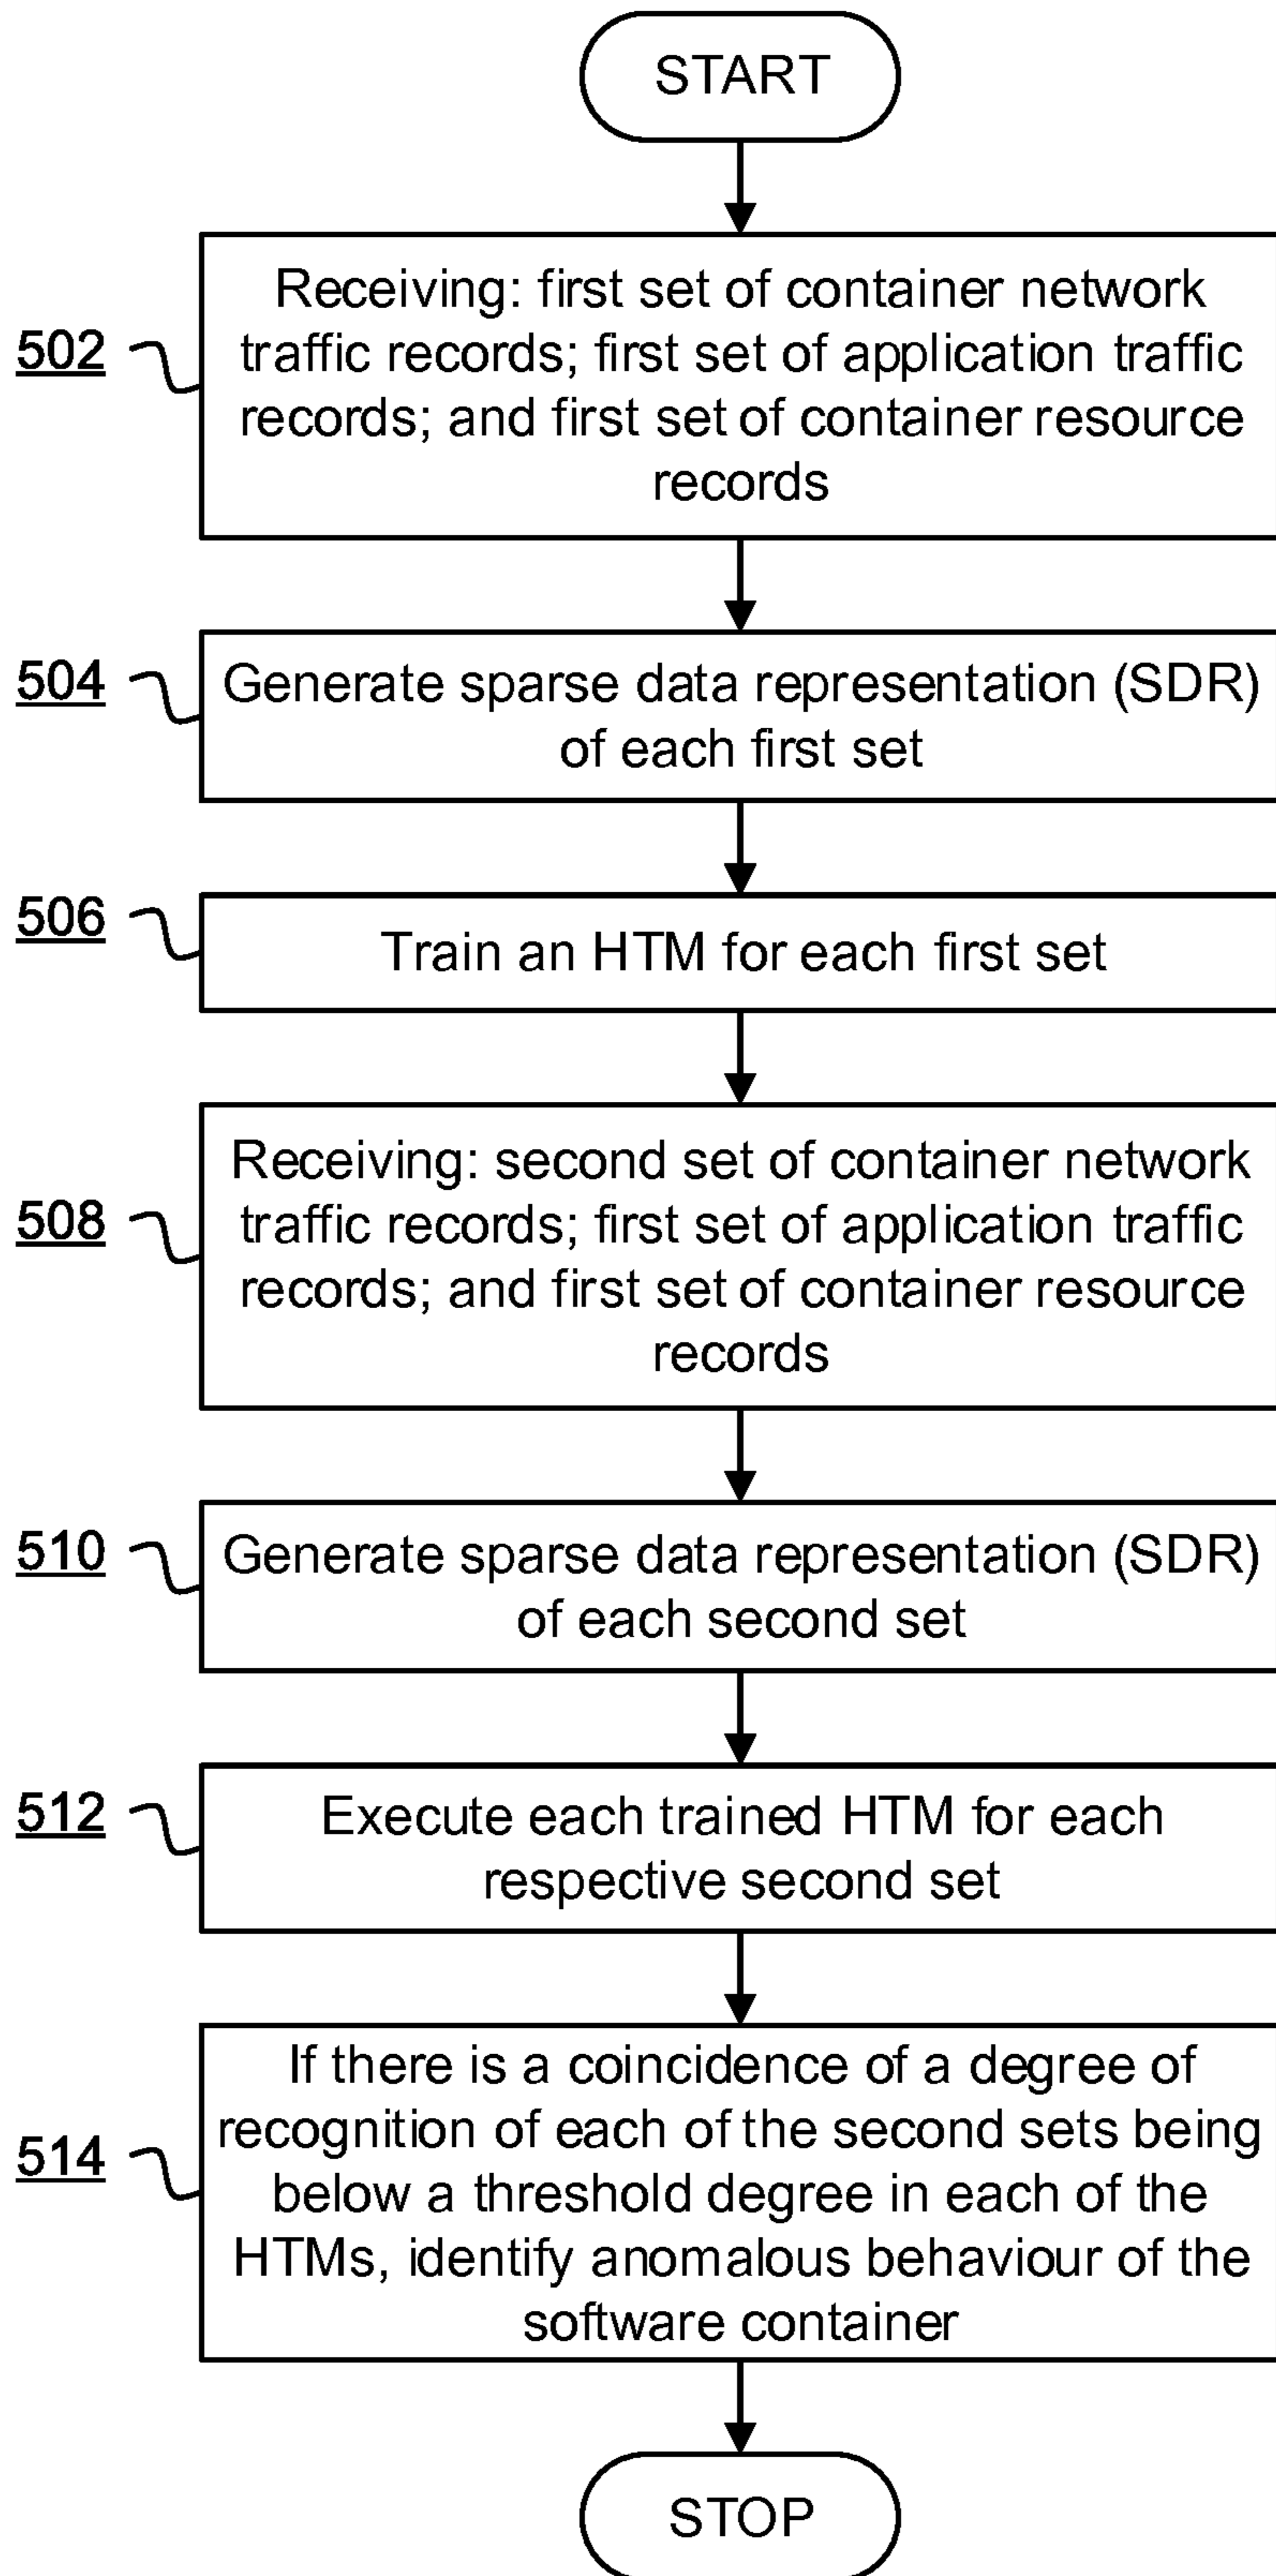 START
502
Receiving: first set of container network
traffic records; first set of application traffic
records; and first set of container resource
records
504
Generate sparse data representation (SDR)
of each first set
506
Train an HTM for each first set
508
Receiving: second set of container network
traffic records; first set of application traffic
records; and first set of container resource
records
510
Generate sparse data representation (SDR)
of each second set
512
Execute each trained HTM for each
respective second set
514
If there is a coincidence of a degree of
recognition of each of the second sets being
below a threshold degree in each of the
HTMs, identify anomalous behaviour of the
software container
STOP